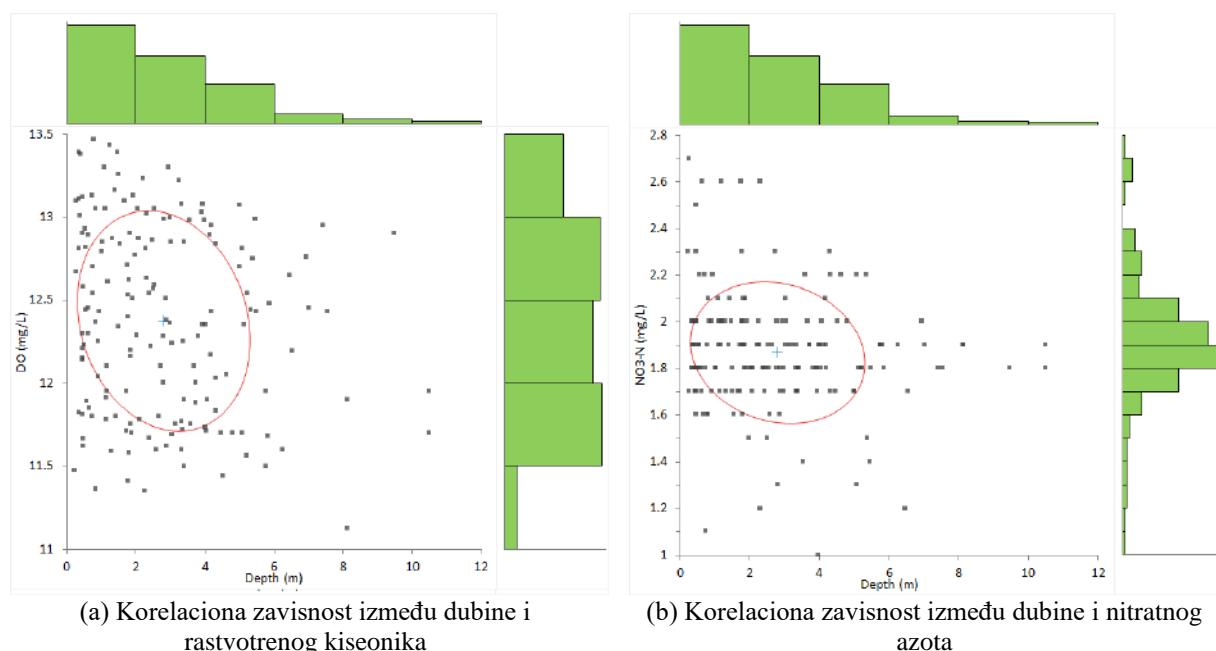 13.5
13
12.5
12
11.5
11
DO (mg/L)
0 2 4 6 8 10 12
Depth (m)
2.8
2.6
2.4
2.2
2
1.8
1.6
1.4
1.2
1
NO3-N (mg/L)
0 2 4 6 8 10 12
Depth (m)
(a) Korelaciona zavisnost između dubine i
rastvotrenog kiseonika
(b) Korelaciona zavisnost između dubine i nitratnog
azota